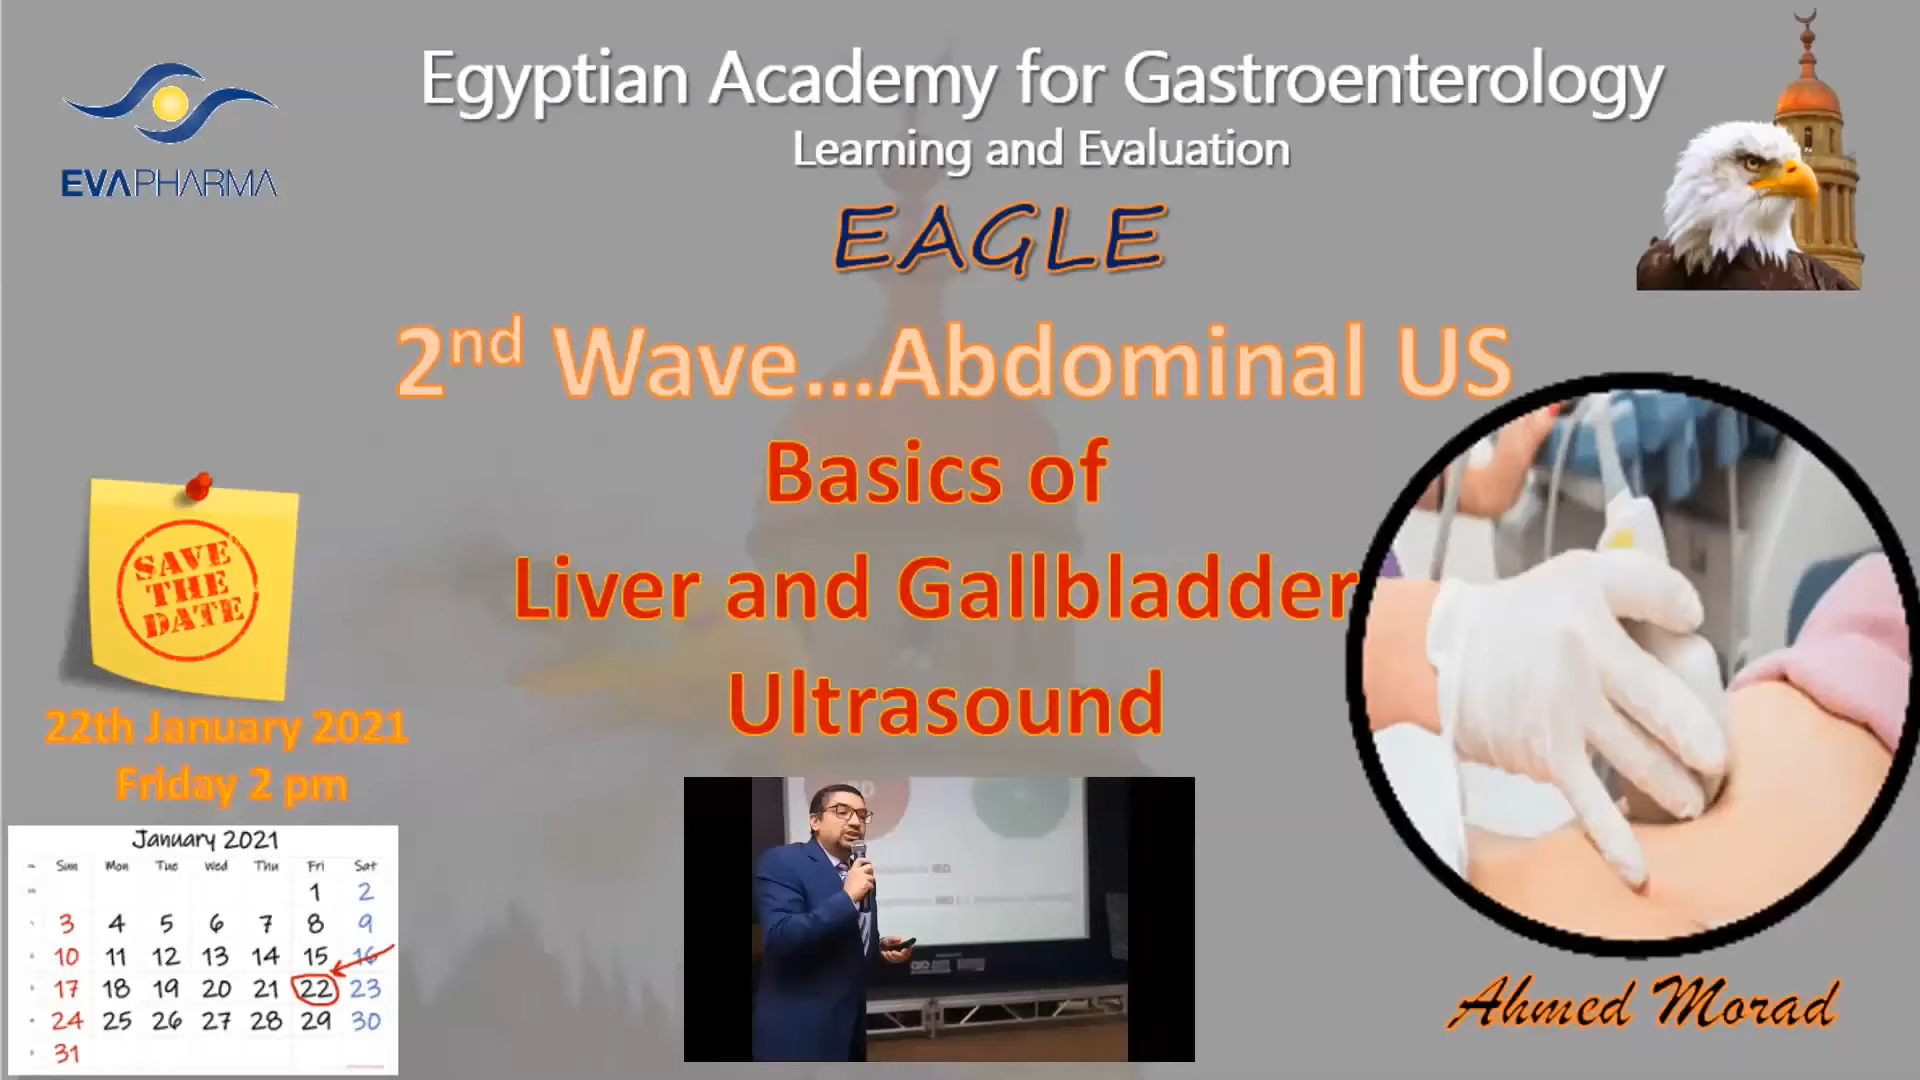 EVAPHARMA
Egyptian Academy for Gastroenterology
Learning and Evaluation
EAGLE
2nd Wave...Abdominal US
Basics of
Liver and Gallbladder
Ultrasound
SAVE
THE
DATE
22th January 2021
Friday 2 pm
January 2021
Sun Mon Tue Wed Thu Fri Sat
1 2
3 4 5 6 7 8 9
10 11 12 13 14 15 16
17 18 19 20 21 22 23
24 25 26 27 28 29 30
31
Ahmed Morad